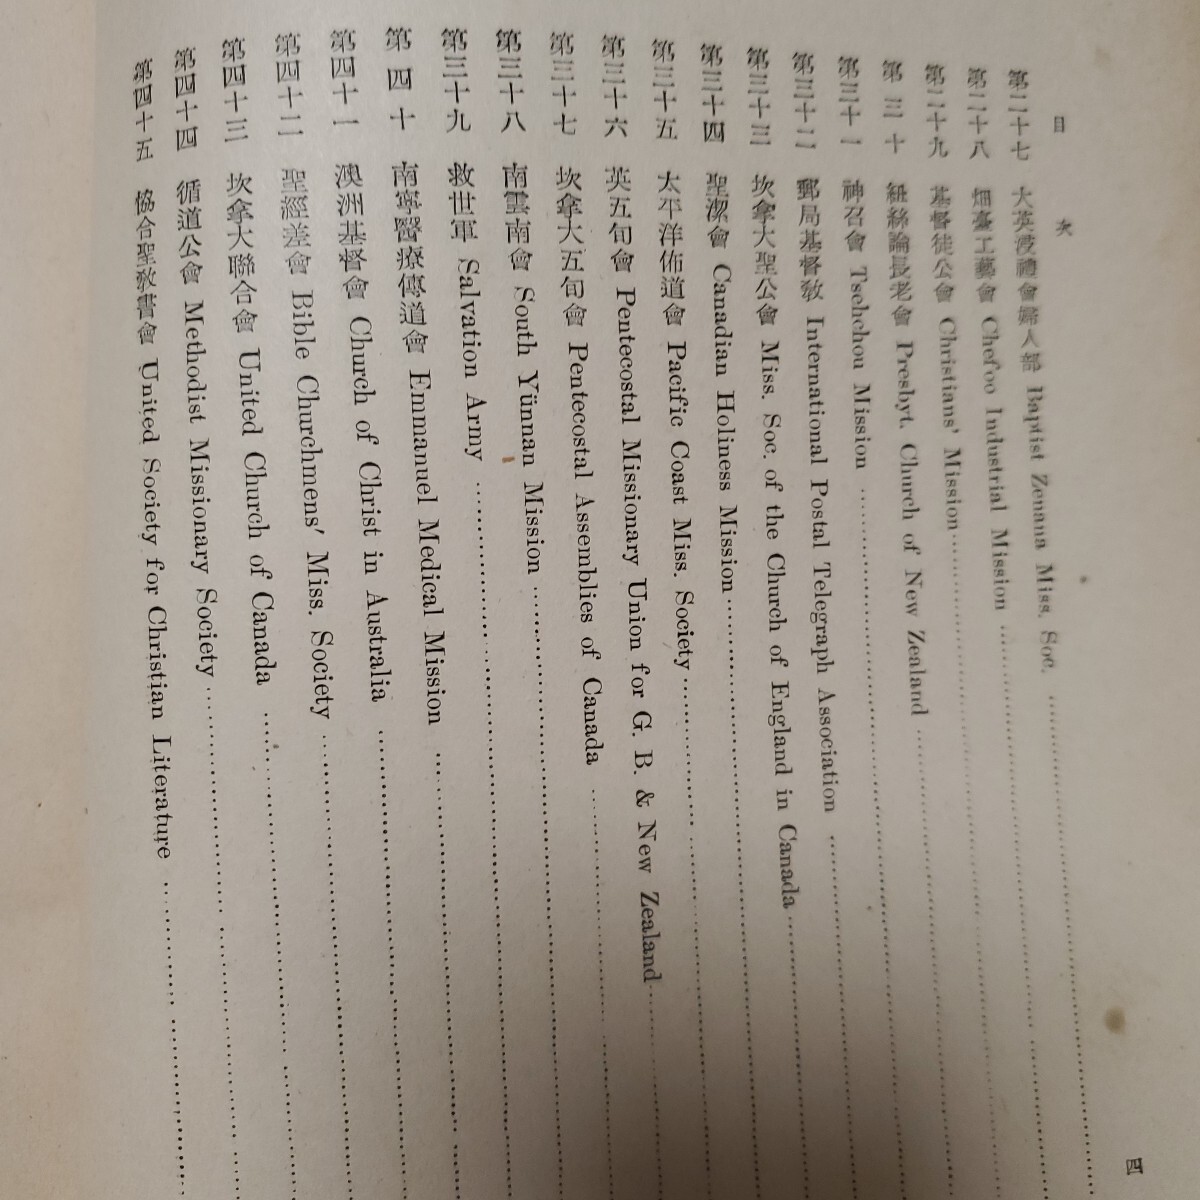 目次
第二十七 大英浸禮會婦人部 Baptist Zenana Miss. Soc.
第二十八 烟臺工藝會 Chefoo Industrial Mission
第二十九 基督徒公會 Christians' Mission
第三十 紐絲綸長老會 Presbyt. Church of New Zealand
第三十一 神召會 Tschchou Mission
第三十二 郵局基督教 International Postal Telegraph Association
第三十三 坎拿大聖公會 Miss. Soc. of the Church of England in Canada
第三十四 聖潔會 Canadian Holiness Mission
第三十五 太平洋佈道會 Pacific Coast Miss. Society
第三十六 英五旬會 Pentecostal Missionary Union for G. B. & New Zealand
第三十七 坎拿大五旬會 Pentecostal Assemblies of Canada
第三十八 南雲南會 South Yünnan Mission
第三十九 救世軍 Salvation Army
第四十 南寧醫療傳道會 Emmanuel Medical Mission
第四十一 澳洲基督會 Church of Christ in Australia
第四十二 聖經差會 Bible Churchmens' Miss. Society
第四十三 坎拿大聯合會 United Church of Canada
第四十四 循道公會 Methodist Missionary Society
第四十五 協合聖教書會 United Society for Christian Literature
四